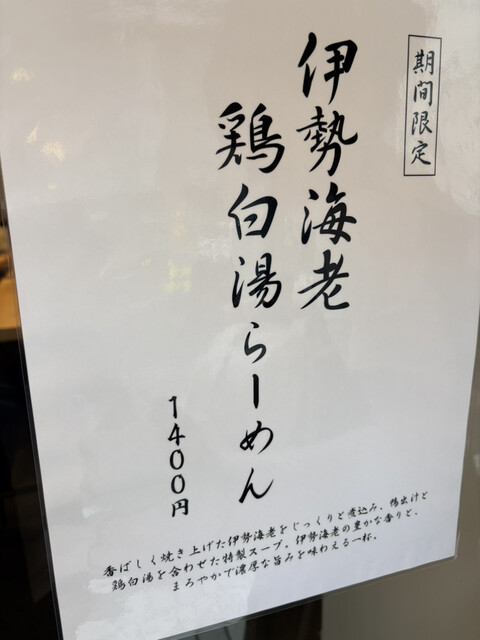 期間限定
伊勢海老
鶏白湯らーめん
1400円
香ばしく焼き上げた伊勢海老をじっくりと煮込み、鴨出汁と
鶏白湯を合わせた特製スープ。伊勢海老の豊かな香りと、
まろやかで濃厚な旨みを味わえる一杯。